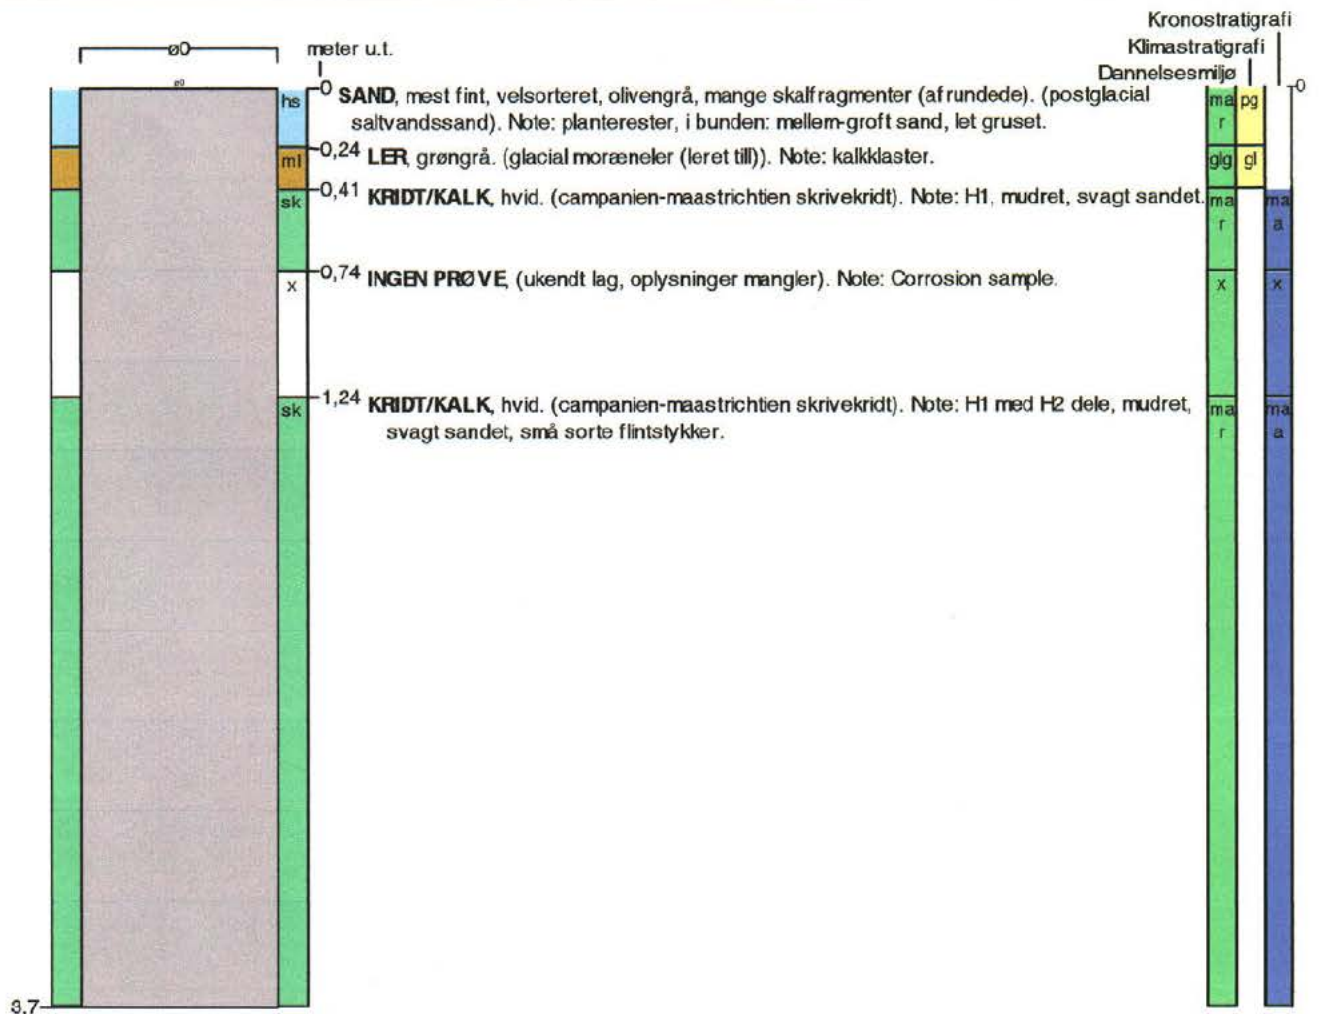 Kronostratigrafi
Klimastratigrafi
Dannelsesmiljø
ø0
meter u.t.
ø0
0
0
hs
SAND, mest fint, velsorteret, olivengrå, mange skalfragmenter (afrundede). (postglacial
saltvandssand). Note: planterester, i bunden: mellem-groft sand, let gruset.
ma
r
pg
ml
0,24 LER, grøngrå. (glacial moræneler (leret till)). Note: kalkklaster.
glg
gl
sk
0,41 KRIDT/KALK, hvid. (campanien-maastrichtien skrivekridt). Note: H1, mudret, svagt sandet.
ma
r
ma
a
x
0,74 INGEN PRØVE, (ukendt lag, oplysninger mangler). Note: Corrosion sample.
x
x
sk
1,24 KRIDT/KALK, hvid. (campanien-maastrichtien skrivekridt). Note: H1 med H2 dele, mudret,
svagt sandet, små sorte flintstykker.
ma
r
ma
a
3.7